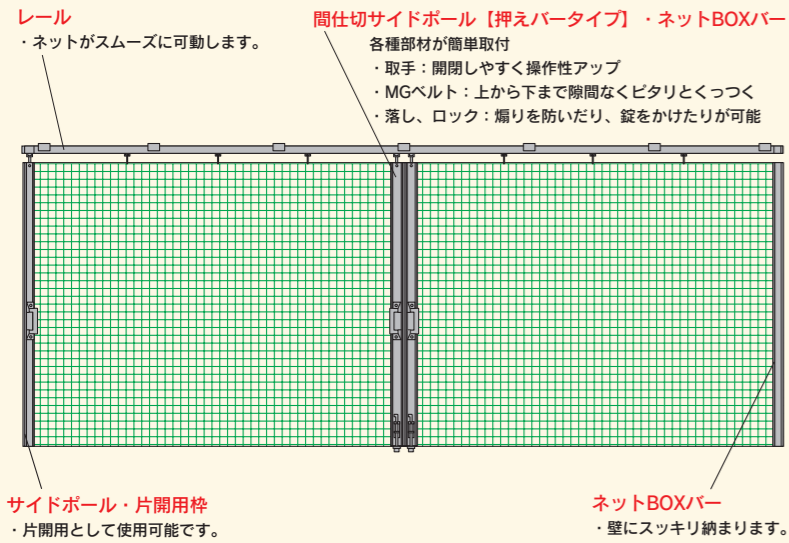 レール
・ネットがスムーズに可動します。
間仕切サイドポール【押えバータイプ】・ネットBOXバー
各種部材が簡単取付
・取手：開閉しやすく操作性アップ
・MGベルト：上から下まで隙間なくピタリとくっつく
・落し、ロック：煽りを防いだり、錠をかけたりが可能
サイドポール・片開用枠
・片開用として使用可能です。
ネットBOXバー
・壁にスッキリ納まります。